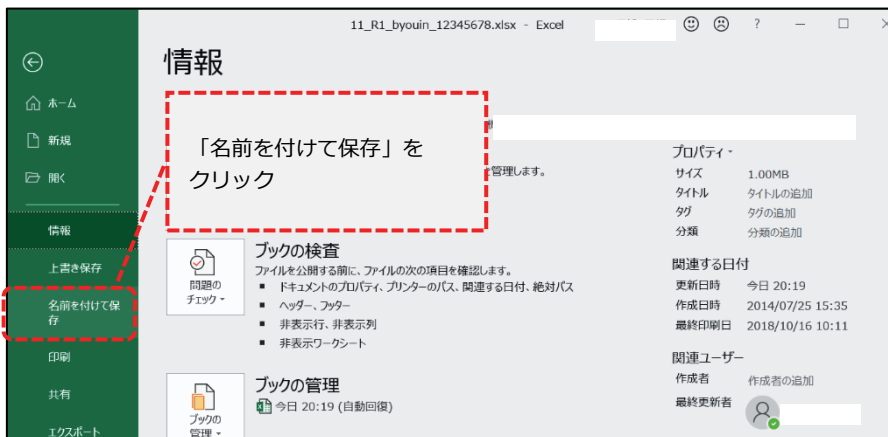 11_R1_byouin_12345678.xlsx - Excel
?
情報
ホーム
新規
開く
情報
上書き保存
名前を付けて保
存
印刷
共有
エクスポート
「名前を付けて保存」を
クリック
管理します。
問題の
チェック
ブックの検査
ファイルを公開する前に、ファイルの次の項目を確認します。
■ ドキュメントのプロパティ、プリンターのパス、関連する日付、絶対パス
■ ヘッダー、フッター
■ 非表示行、非表示列
■ 非表示ワークシート
ブックの
管理
ブックの管理
今日 20:19 (自動回復)
プロパティ
サイズ 1.00MB
タイトル タイトルの追加
タグ タグの追加
分類 分類の追加
関連する日付
更新日時 今日 20:19
作成日時 2014/07/25 15:35
最終印刷日 2018/10/16 10:11
関連ユーザー
作成者 作成者の追加
最終更新者